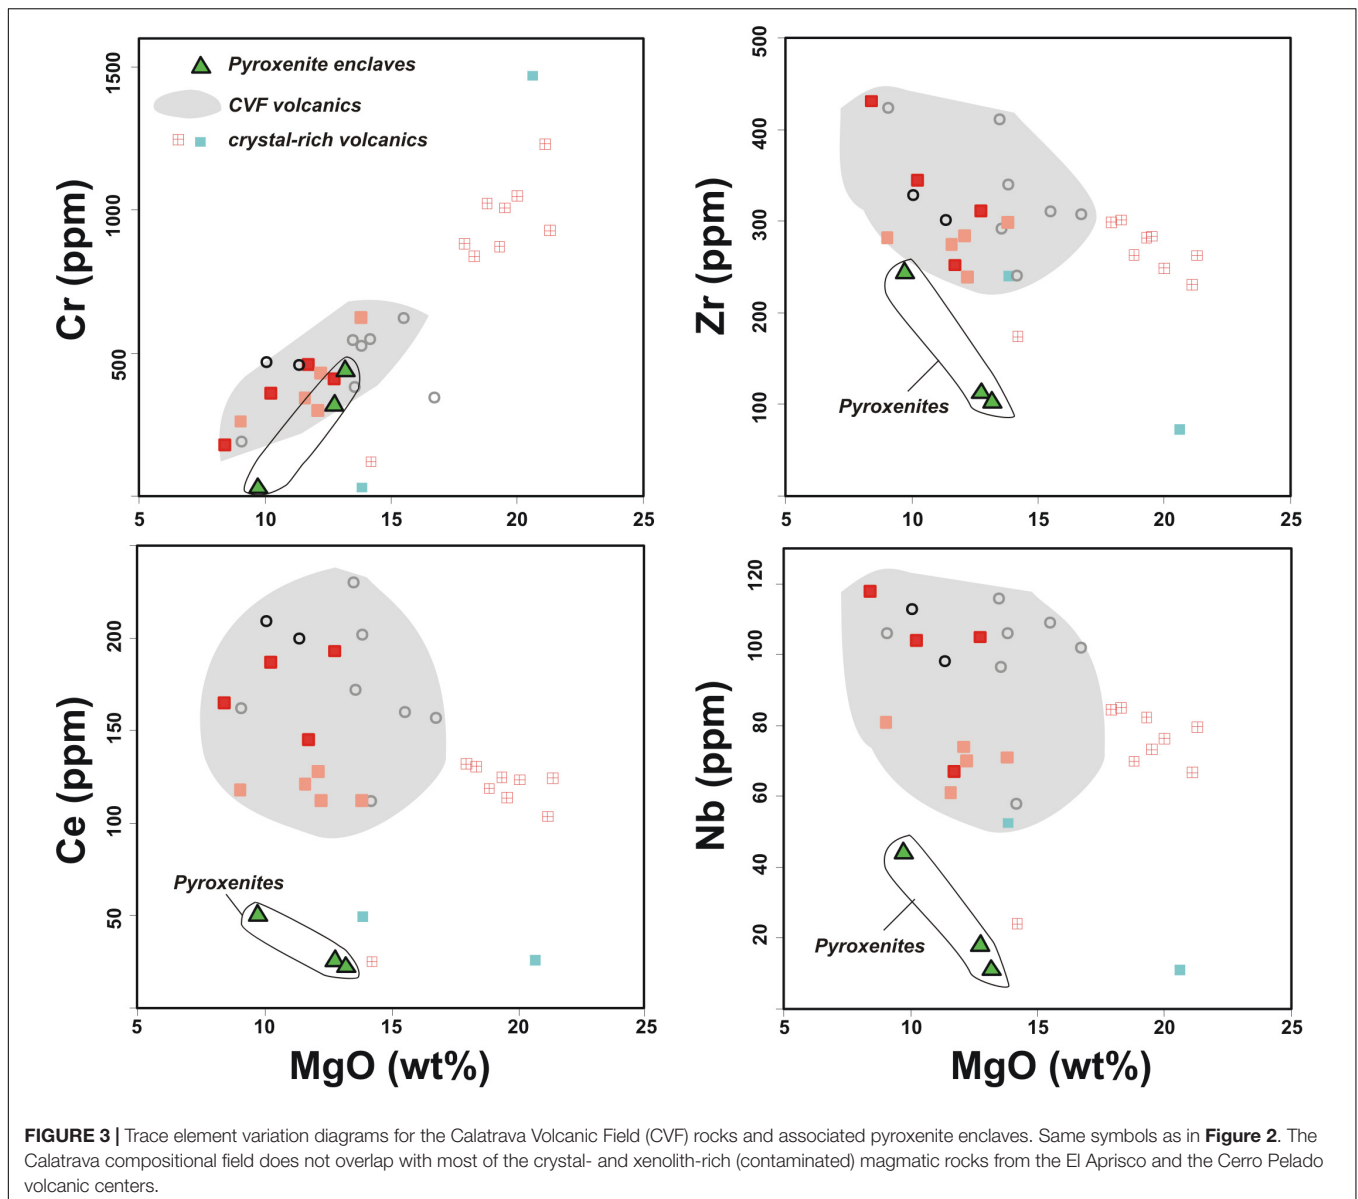 Cr (ppm)
1500
1000
500
Pyroxenite enclaves
CVF volcanics
crystal-rich volcanics
5 10 15 20 25
Zr (ppm)
500
400
300
200
100
Pyroxenites
5 10 15 20 25
Ce (ppm)
200
150
100
50
Pyroxenites
5 10 15 20 25
MgO (wt%)
Nb (ppm)
120
100
80
60
40
20
Pyroxenites
5 10 15 20 25
MgO (wt%)
FIGURE 3 | Trace element variation diagrams for the Calatrava Volcanic Field (CVF) rocks and associated pyroxenite enclaves. Same symbols as in Figure 2. The
Calatrava compositional field does not overlap with most of the crystal- and xenolith-rich (contaminated) magmatic rocks from the El Aprisco and the Cerro Pelado
volcanic centers.